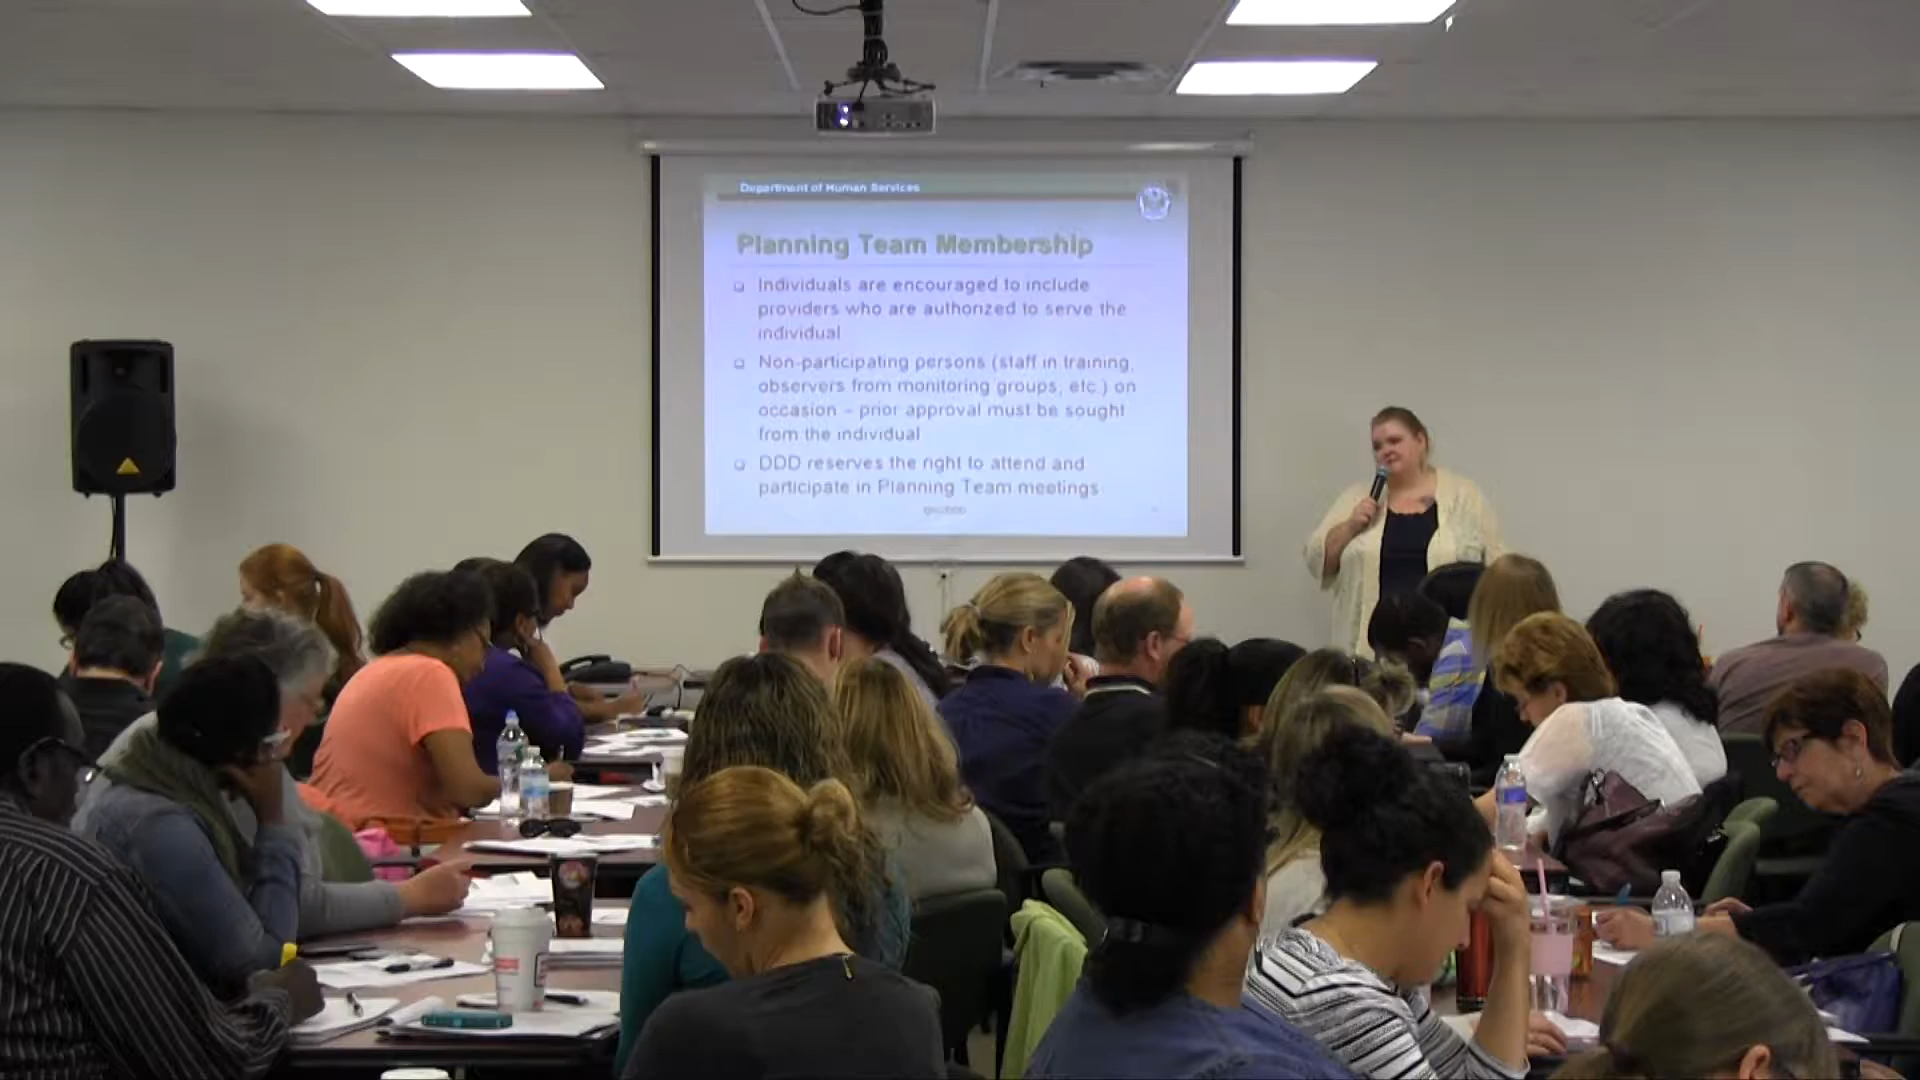 Department of Human Services
Planning Team Membership
Individuals are encouraged to include
providers who are authorized to serve the
individual
Non-participating persons (staff in training,
observers from monitoring groups, etc.) on
occasion – prior approval must be sought
from the individual
DDD reserves the right to attend and
participate in Planning Team meetings